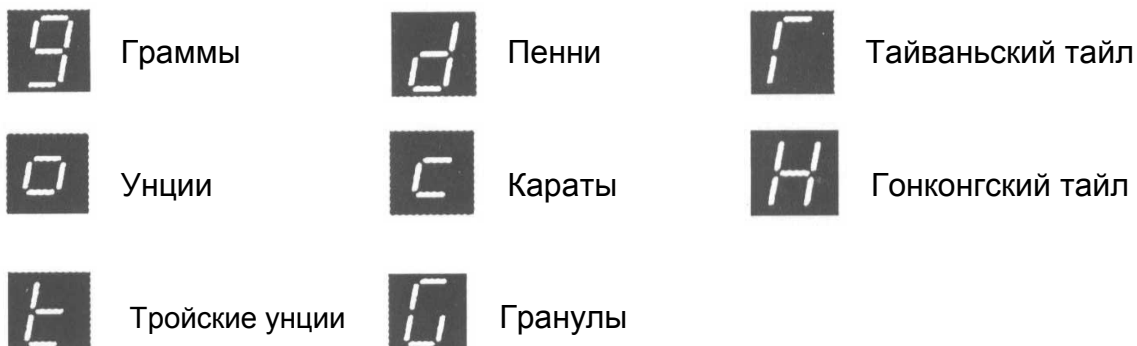 g Граммы d Пенни Г Тайваньский тайл
o Унции c Караты H Гонконгский тайл
t Тройские унции G Гранулы